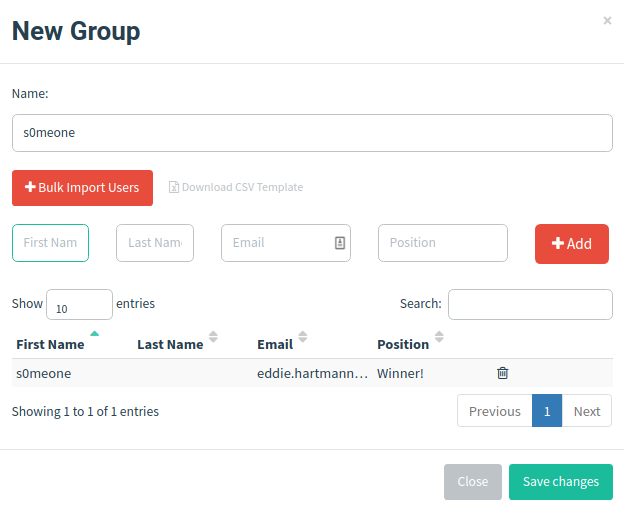 New Group
×
Name:
s0meone
Bulk Import Users Download CSV Template
First Nam Last Nam Email Position Add
Show 10 entries Search:
First Name Last Name Email Position
s0meone eddie.hartmann… Winner!
Showing 1 to 1 of 1 entries Previous 1 Next
Close Save changes